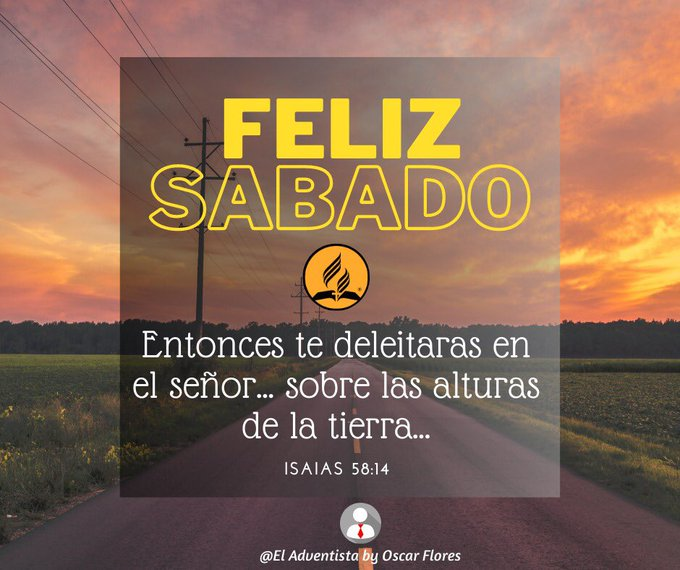 FELIZ
SABADO
Entonces te deleitaras en
el señor... sobre las alturas
de la tierra...
ISAIAS 58:14
@El Adventista by Oscar Flores